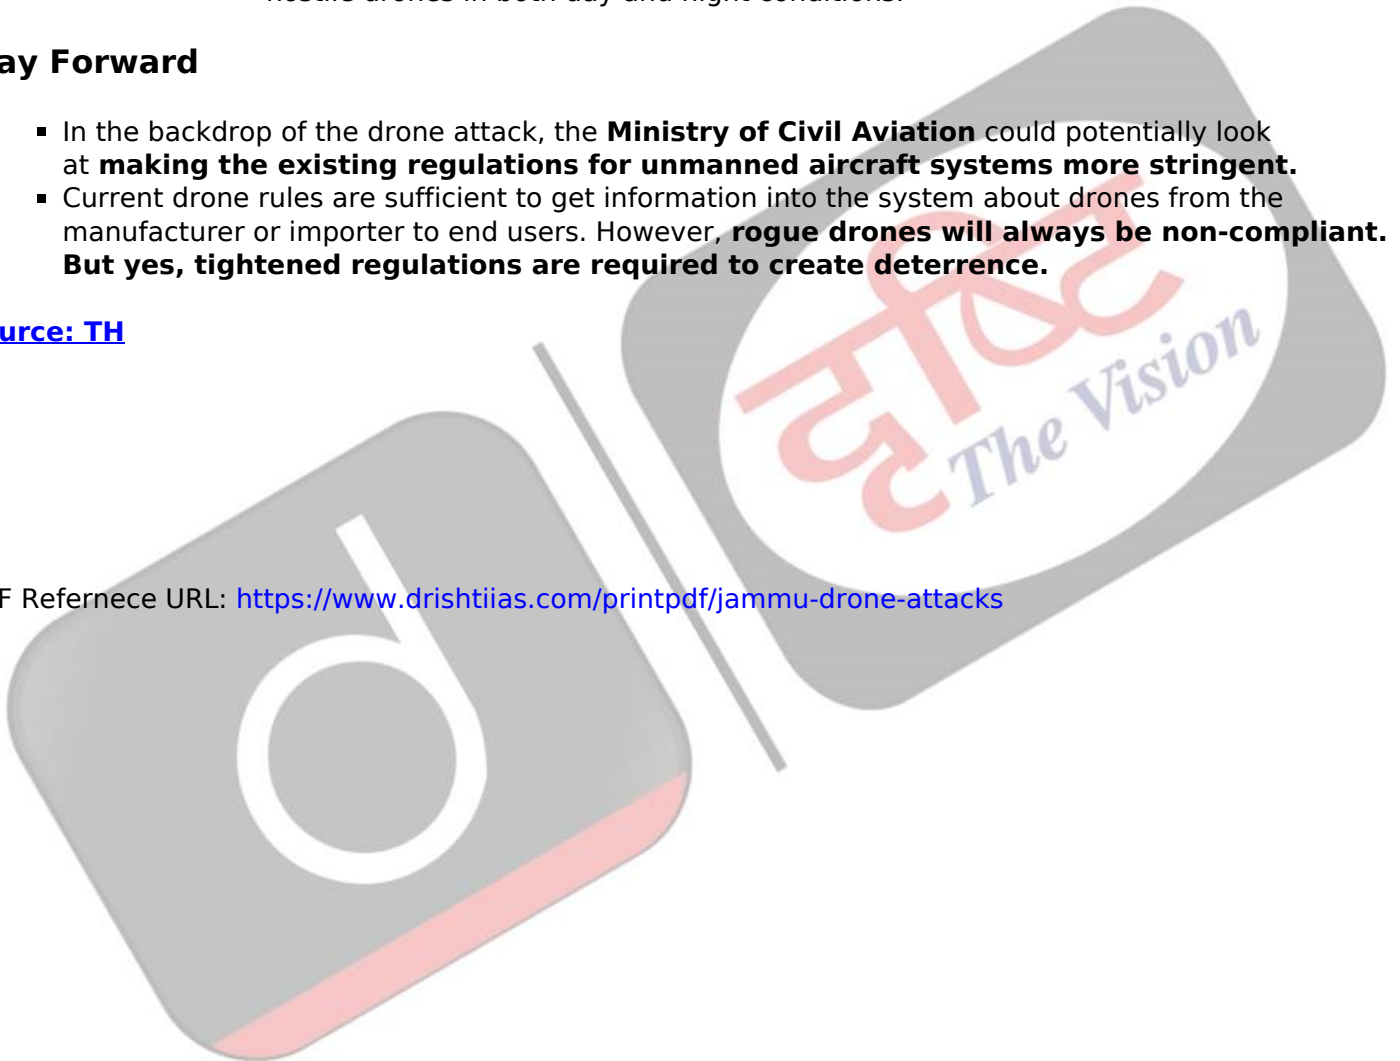 hostile drones in both day and night conditions.
ay Forward
In the backdrop of the drone attack, the Ministry of Civil Aviation could potentially look
at making the existing regulations for unmanned aircraft systems more stringent.
Current drone rules are sufficient to get information into the system about drones from the
manufacturer or importer to end users. However, rogue drones will always be non-compliant.
But yes, tightened regulations are required to create deterrence.
urce: TH
दृष्टि
The Vision
d
F Refernece URL: https://www.drishtiias.com/printpdf/jammu-drone-attacks